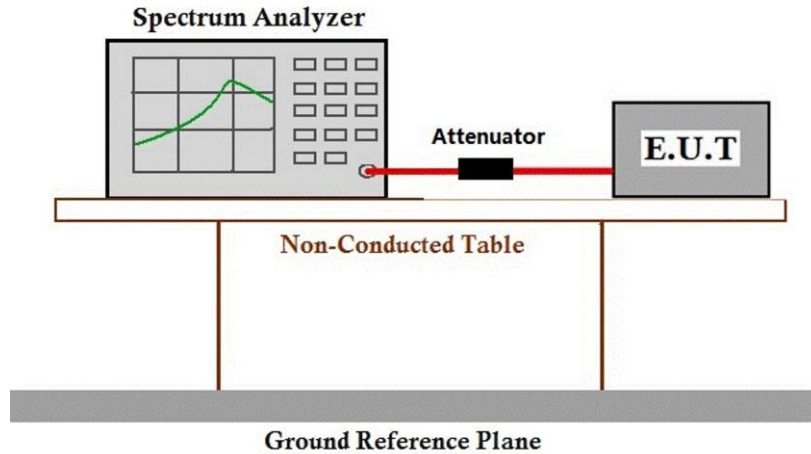 Spectrum Analyzer
Attenuator
E.U.T
Non-Conducted Table
Ground Reference Plane